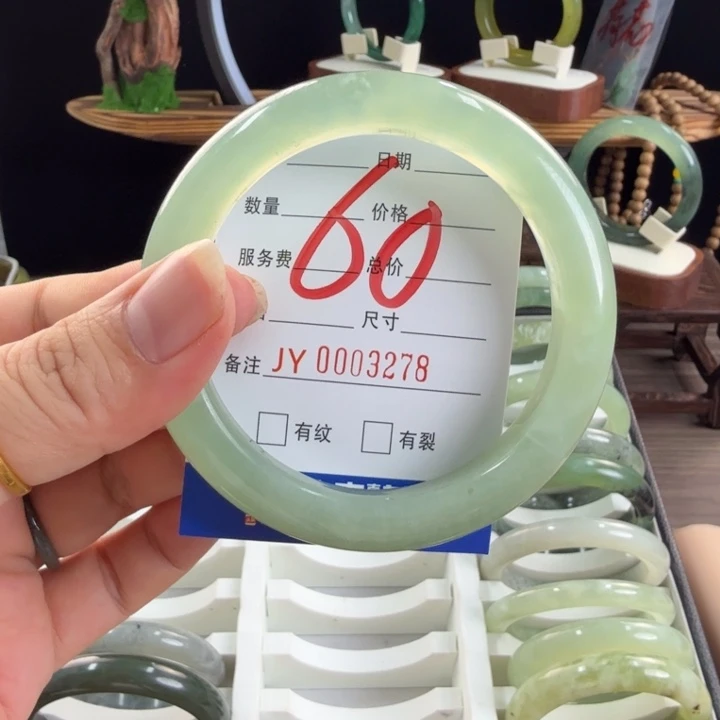 日期
数量 价格
60
服务费 总价
尺寸
备注 JY 0003278
有纹 有裂